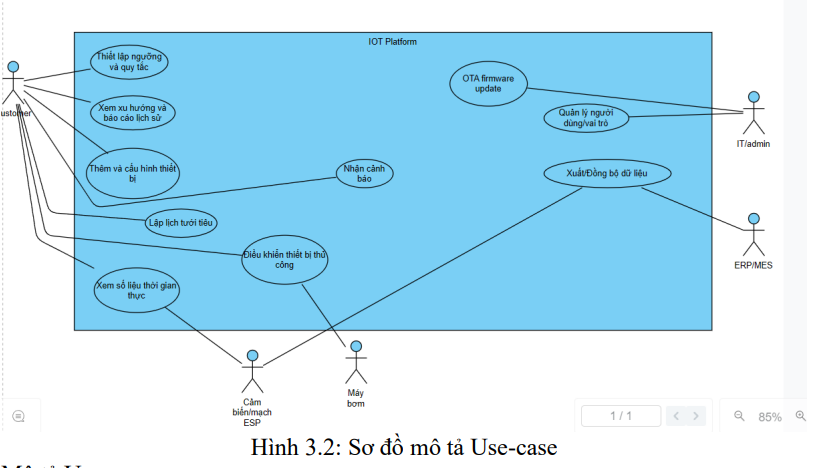 IOT Platform
Thiết lập ngưỡng
và quy tắc
OTA firmware
update
Xem xu hướng và
báo cáo lịch sử
Quản lý người
dùng/vai trò
ustomer
IT/admin
Thêm và cấu hình thiết
bị
Nhận cảnh
báo
Xuất/Đồng bộ dữ liệu
Lập lịch tưới tiêu
Điều khiển thiết bị thủ
công
ERP/MES
Xem số liệu thời gian
thực
Cảm
biến/mạch
ESP
Máy
bơm
1 / 1
85%
Hình 3.2: Sơ đồ mô tả Use-case